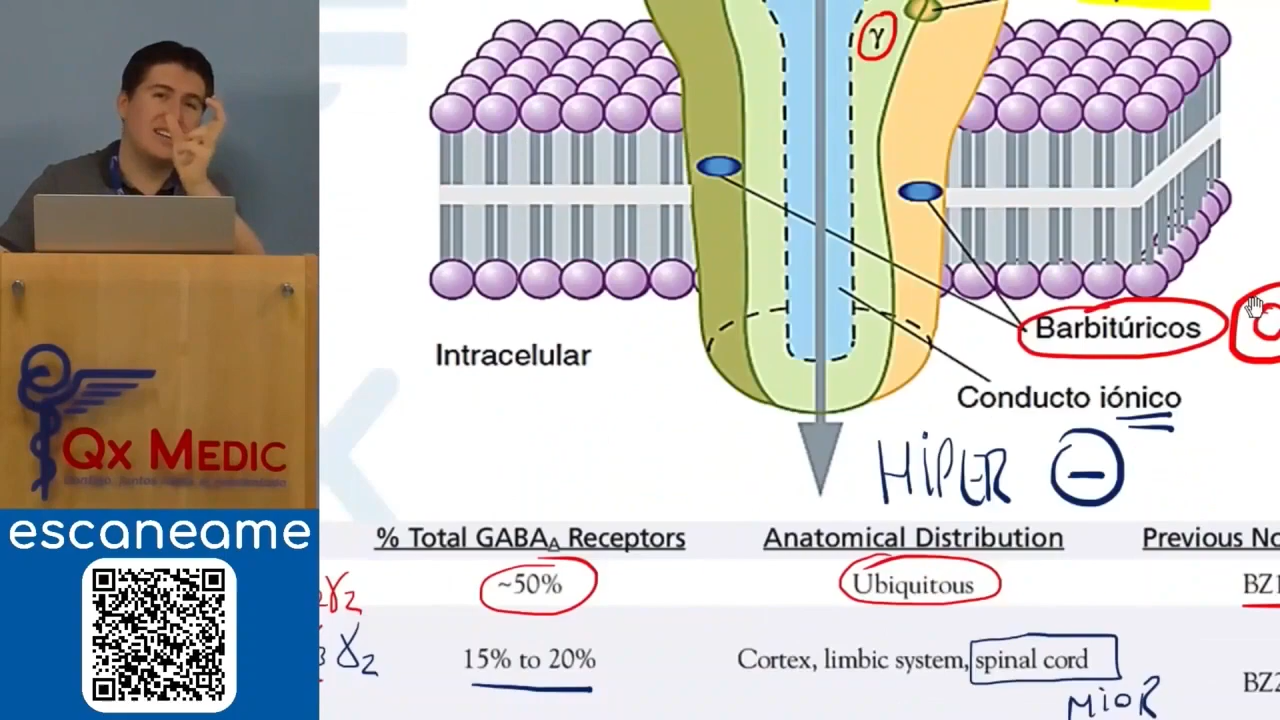 γ
Barbitúricos
Intracelular
Conducto iónico
HiPER ⊖
% Total GABAA Receptors Anatomical Distribution Previous No
γ2 ~50% Ubiquitous BZ1
γ2 15% to 20% Cortex, limbic system, spinal cord BZ2
MioR
Qx MEDIC
escaneame